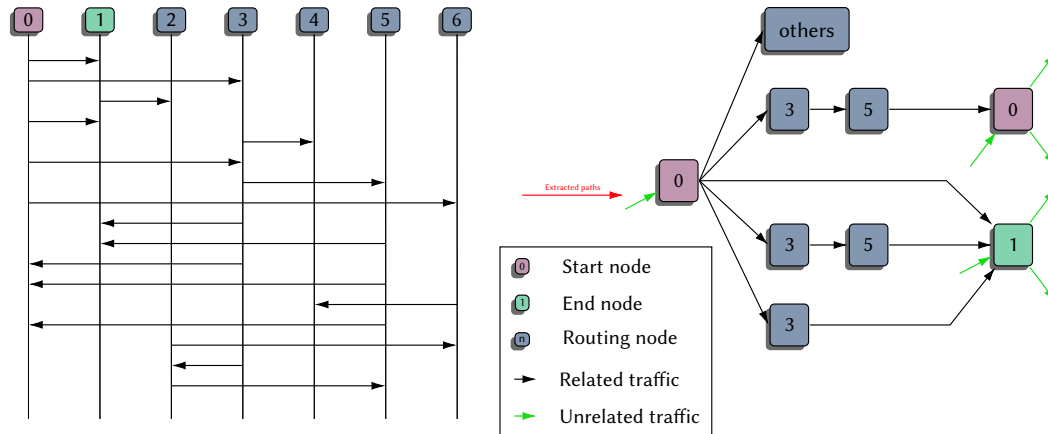 0 1 2 3 4 5 6
others
3 5 0
0
Extracted paths
3 5 1
3
0 Start node
1 End node
n Routing node
Related traffic
Unrelated traffic